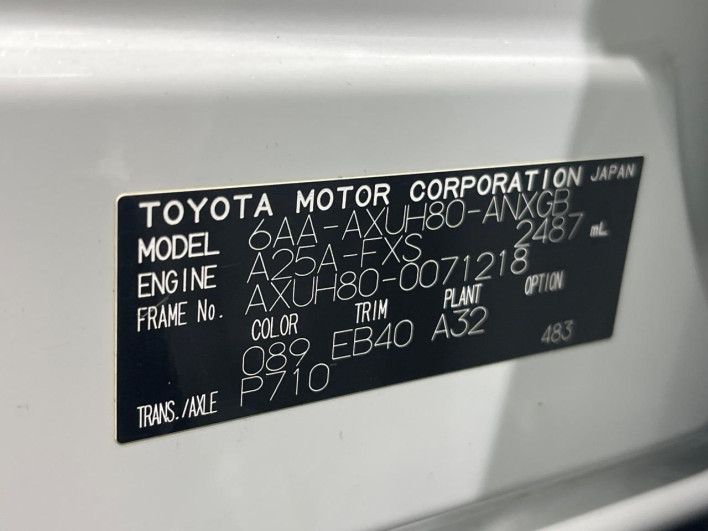 TOYOTA MOTOR CORPORATION JAPAN
MODEL 6AA-AXUH80-ANXGB
ENGINE A25A-FXS 2487 mL
FRAME No. AXUH80-0071218
COLOR TRIM PLANT OPTION
089 EB40 A32 483
TRANS./AXLE P710